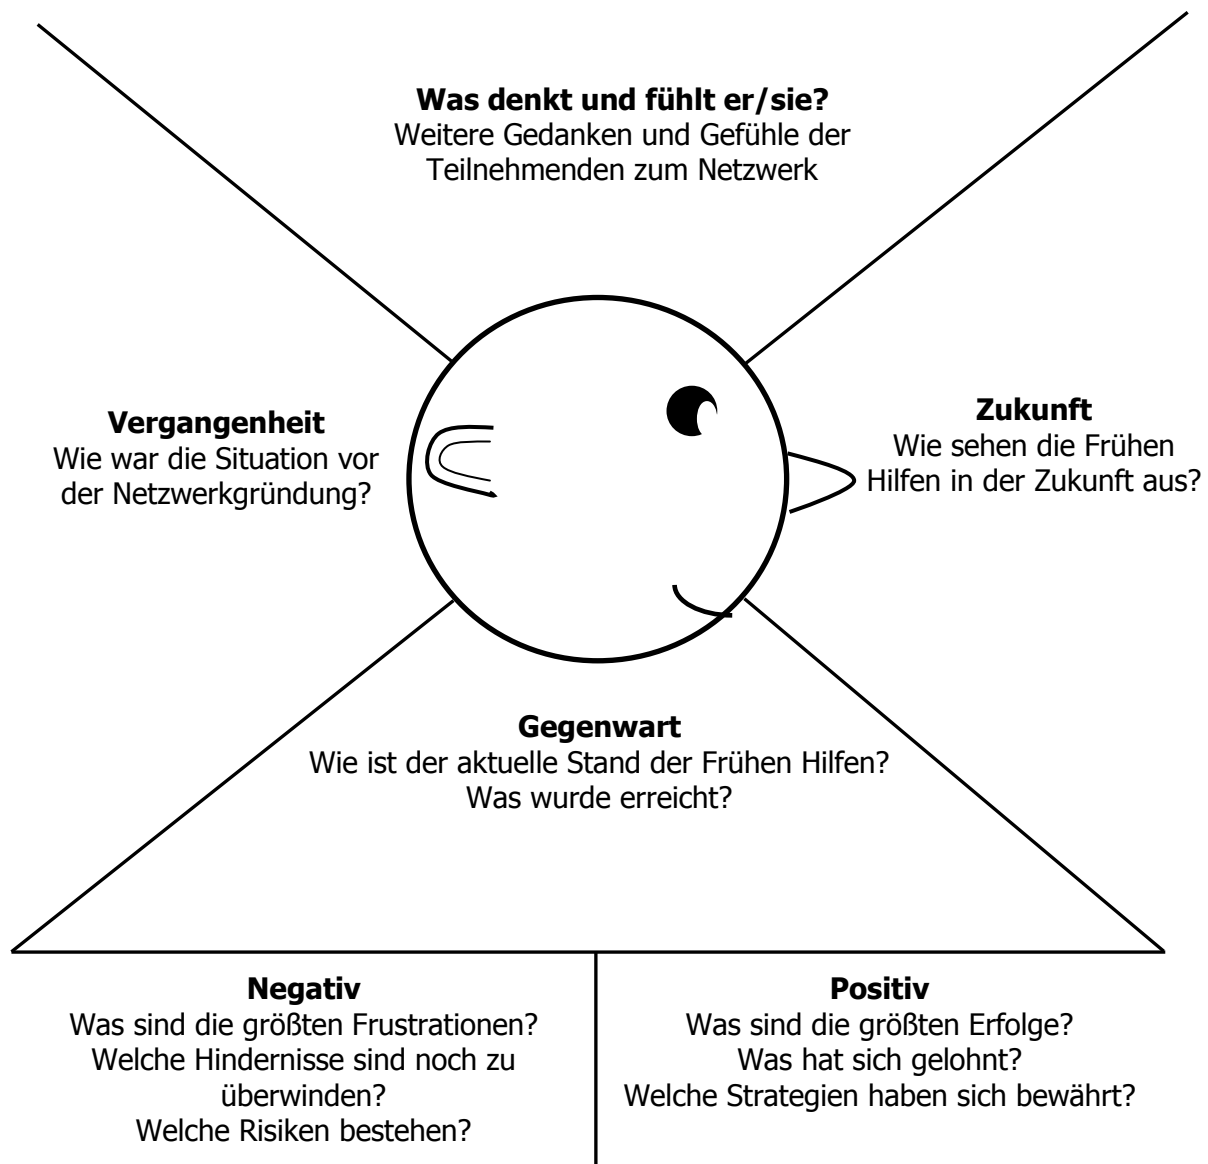 Was denkt und fühlt er/sie?
Weitere Gedanken und Gefühle der
Teilnehmenden zum Netzwerk
Vergangenheit
Wie war die Situation vor
der Netzwerkgründung?
Zukunft
Wie sehen die Frühen
Hilfen in der Zukunft aus?
Gegenwart
Wie ist der aktuelle Stand der Frühen Hilfen?
Was wurde erreicht?
Negativ
Was sind die größten Frustrationen?
Welche Hindernisse sind noch zu
überwinden?
Welche Risiken bestehen?
Positiv
Was sind die größten Erfolge?
Was hat sich gelohnt?
Welche Strategien haben sich bewährt?